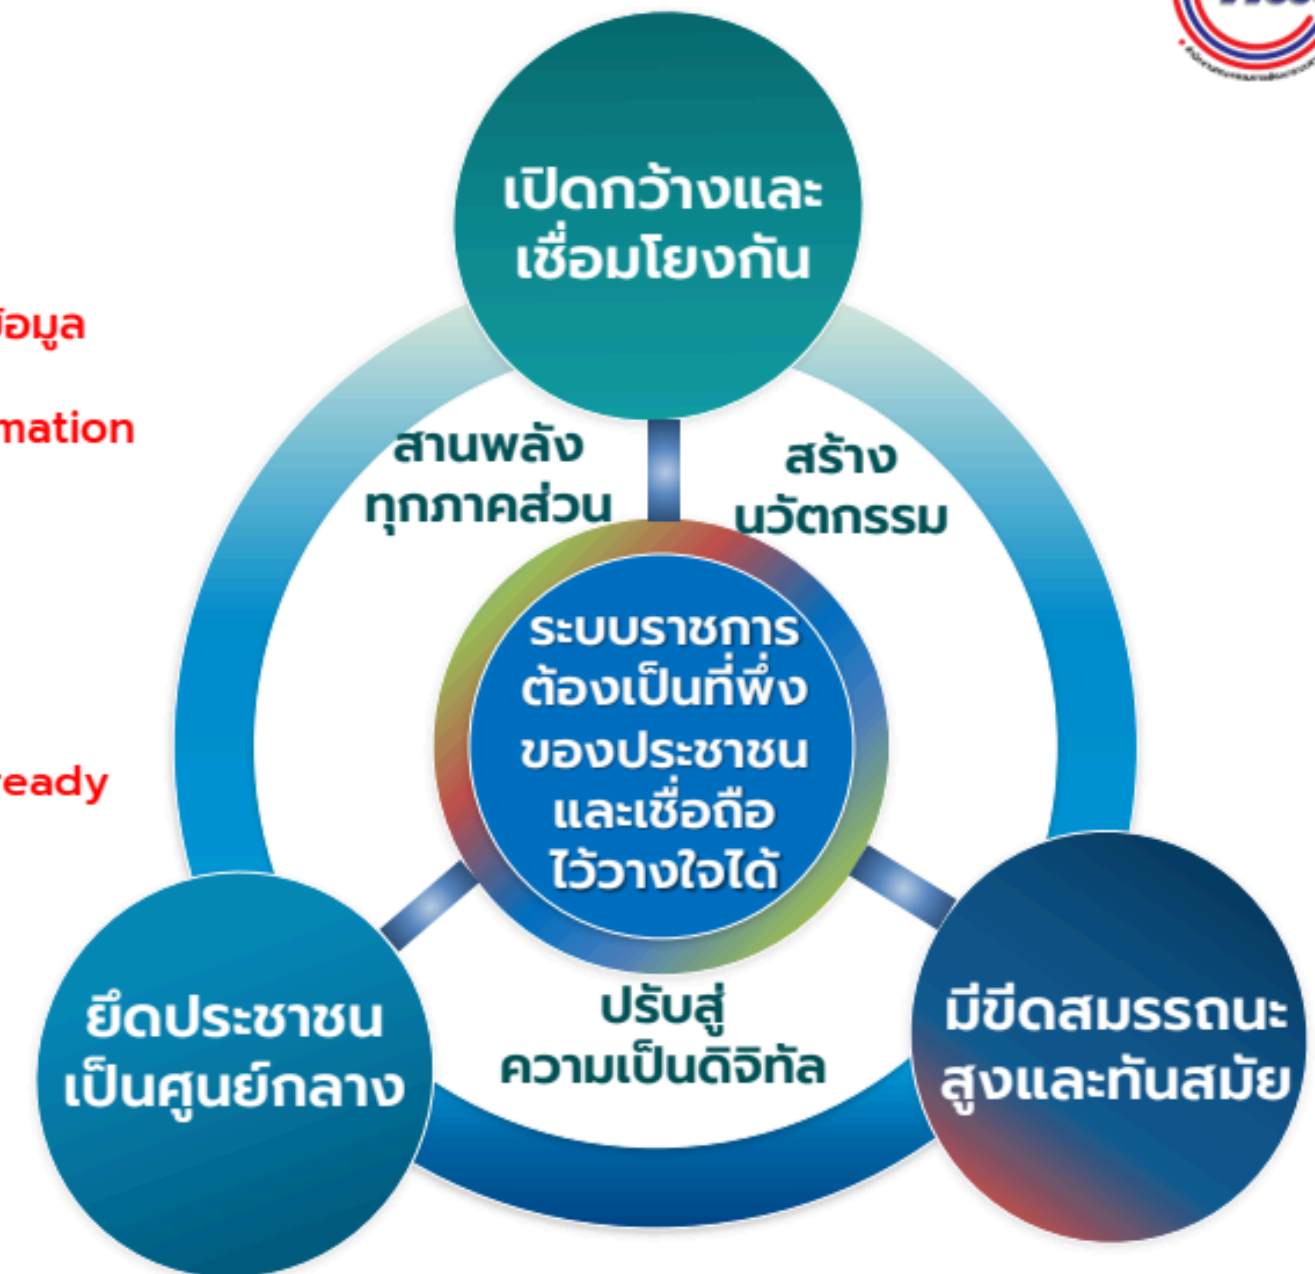 เปิดกว้างและ
เชื่อมโยงกัน
สานพลัง
ทุกภาคส่วน
สร้าง
นวัตกรรม
ระบบราชการ
ต้องเป็นที่พึ่ง
ของประชาชน
และเชื่อถือ
ไว้วางใจได้
ready
ยึดประชาชน
เป็นศูนย์กลาง
ปรับสู่
ความเป็นดิจิทัล
มีขีดสมรรถนะ
สูงและทันสมัย